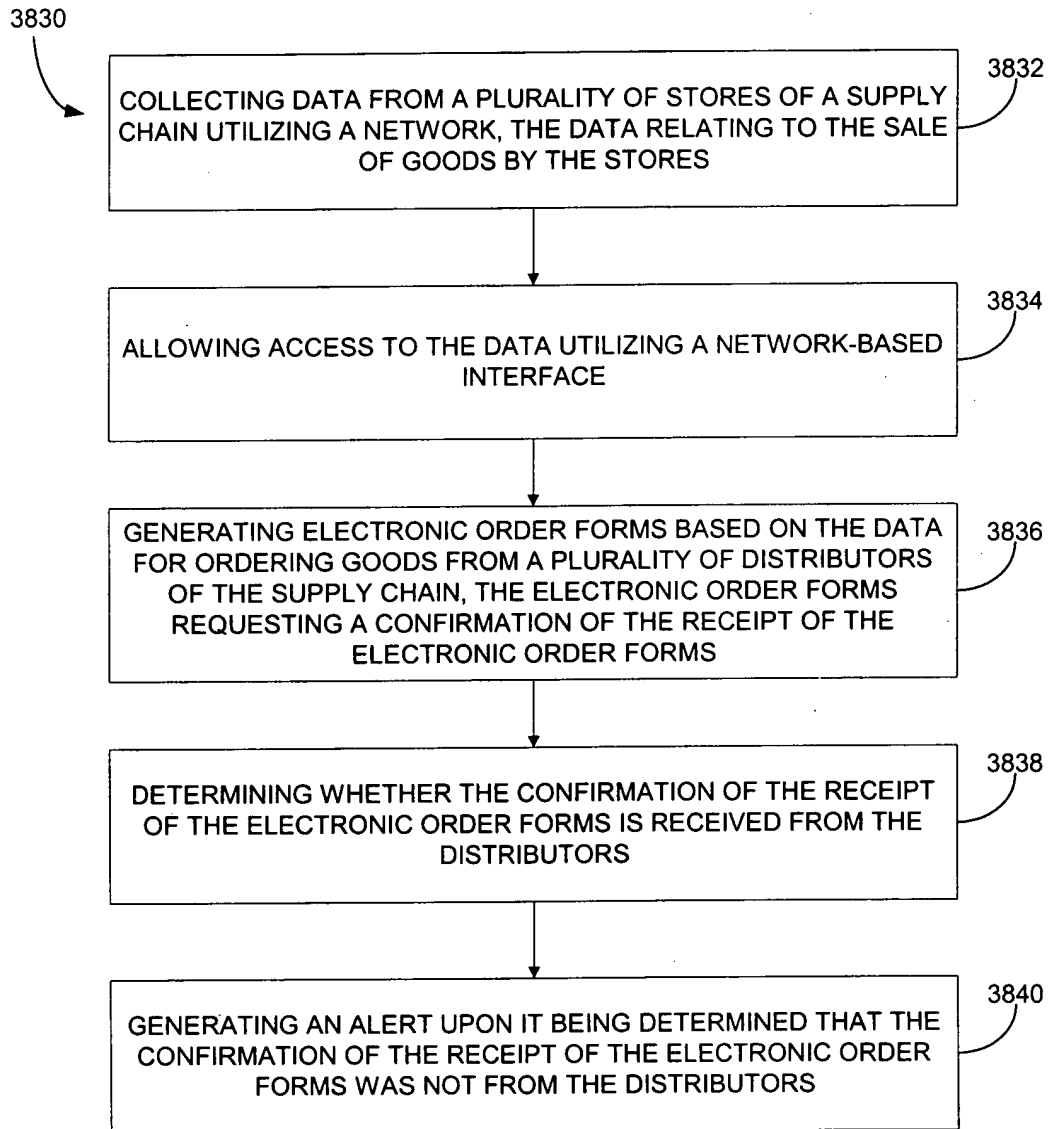 3830
3832
COLLECTING DATA FROM A PLURALITY OF STORES OF A SUPPLY
CHAIN UTILIZING A NETWORK, THE DATA RELATING TO THE SALE
OF GOODS BY THE STORES
3834
ALLOWING ACCESS TO THE DATA UTILIZING A NETWORK-BASED
INTERFACE
3836
GENERATING ELECTRONIC ORDER FORMS BASED ON THE DATA
FOR ORDERING GOODS FROM A PLURALITY OF DISTRIBUTORS
OF THE SUPPLY CHAIN, THE ELECTRONIC ORDER FORMS
REQUESTING A CONFIRMATION OF THE RECEIPT OF THE
ELECTRONIC ORDER FORMS
3838
DETERMINING WHETHER THE CONFIRMATION OF THE RECEIPT
OF THE ELECTRONIC ORDER FORMS IS RECEIVED FROM THE
DISTRIBUTORS
3840
GENERATING AN ALERT UPON IT BEING DETERMINED THAT THE
CONFIRMATION OF THE RECEIPT OF THE ELECTRONIC ORDER
FORMS WAS NOT FROM THE DISTRIBUTORS